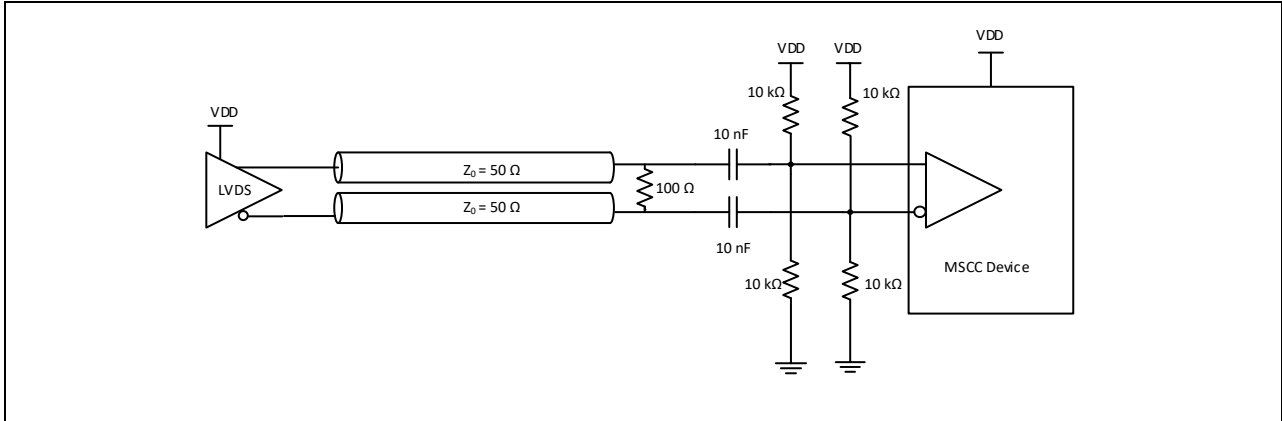 VDD
VDD VDD
10 kΩ 10 kΩ
VDD
10 nF
LVDS
Z₀ = 50 Ω
100 Ω
Z₀ = 50 Ω
10 nF
MSCC Device
10 kΩ 10 kΩ